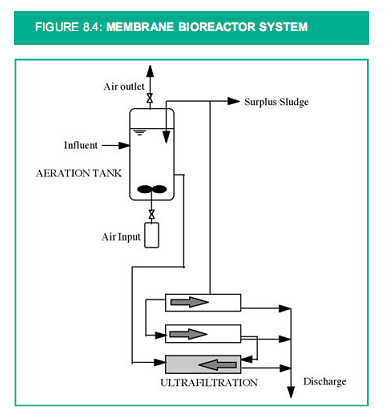 FIGURE 8.4: MEMBRANE BIOREACTOR SYSTEM
Air outlet
Surplus Sludge
Influent
AERATION TANK
Air Input
ULTRAFILTRATION
Discharge